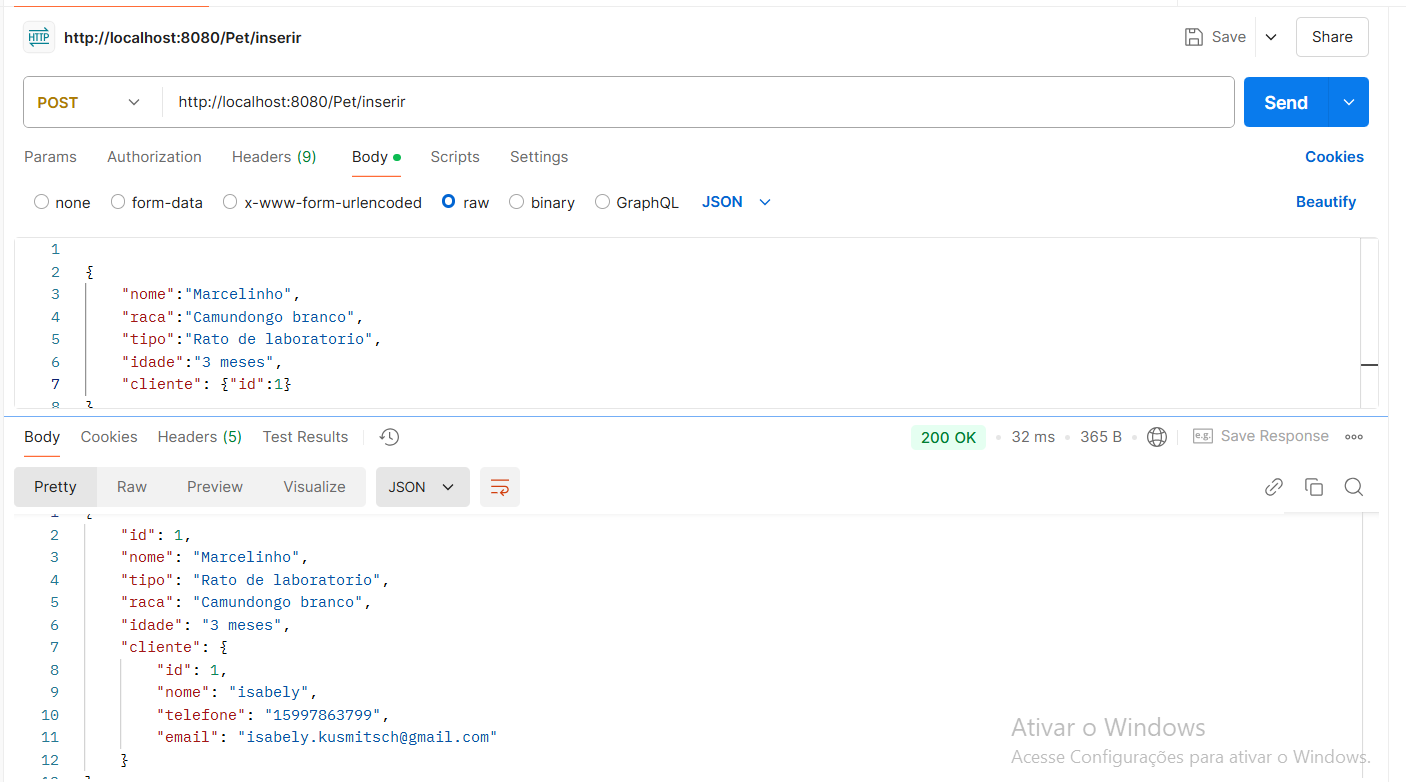 HTTP http://localhost:8080/Pet/inserir Save Share
POST http://localhost:8080/Pet/inserir Send
Params Authorization Headers (9) Body Scripts Settings Cookies
none form-data x-www-form-urlencoded raw binary GraphQL JSON Beautify
1
2 {
3 "nome":"Marcelinho",
4 "raca":"Camundongo branco",
5 "tipo":"Rato de laboratorio",
6 "idade":"3 meses",
7 "cliente": {"id":1}
8 }
Body Cookies Headers (5) Test Results 200 OK 32 ms 365 B e.g. Save Response
Pretty Raw Preview Visualize JSON
1 {
2 "id": 1,
3 "nome": "Marcelinho",
4 "tipo": "Rato de laboratorio",
5 "raca": "Camundongo branco",
6 "idade": "3 meses",
7 "cliente": {
8 "id": 1,
9 "nome": "isabely",
10 "telefone": "15997863799",
11 "email": "isabely.kusmitsch@gmail.com"
12 }
13 }
Ativar o Windows
Acesse Configurações para ativar o Windows.